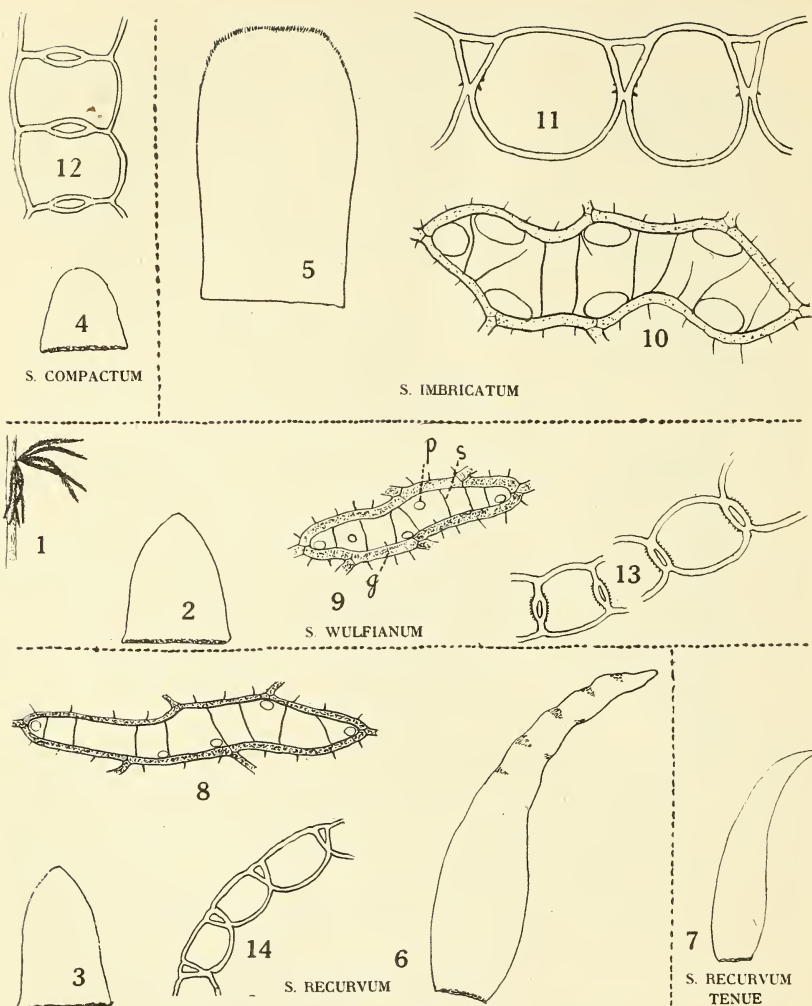 12
4
S. COMPACTUM
5
11
10
S. IMBRICATUM
1
2
p s
9
g
S. WULFIANUM
13
8
3
14
S. RECURVUM
6
7
S. RECURVUM
TENUE